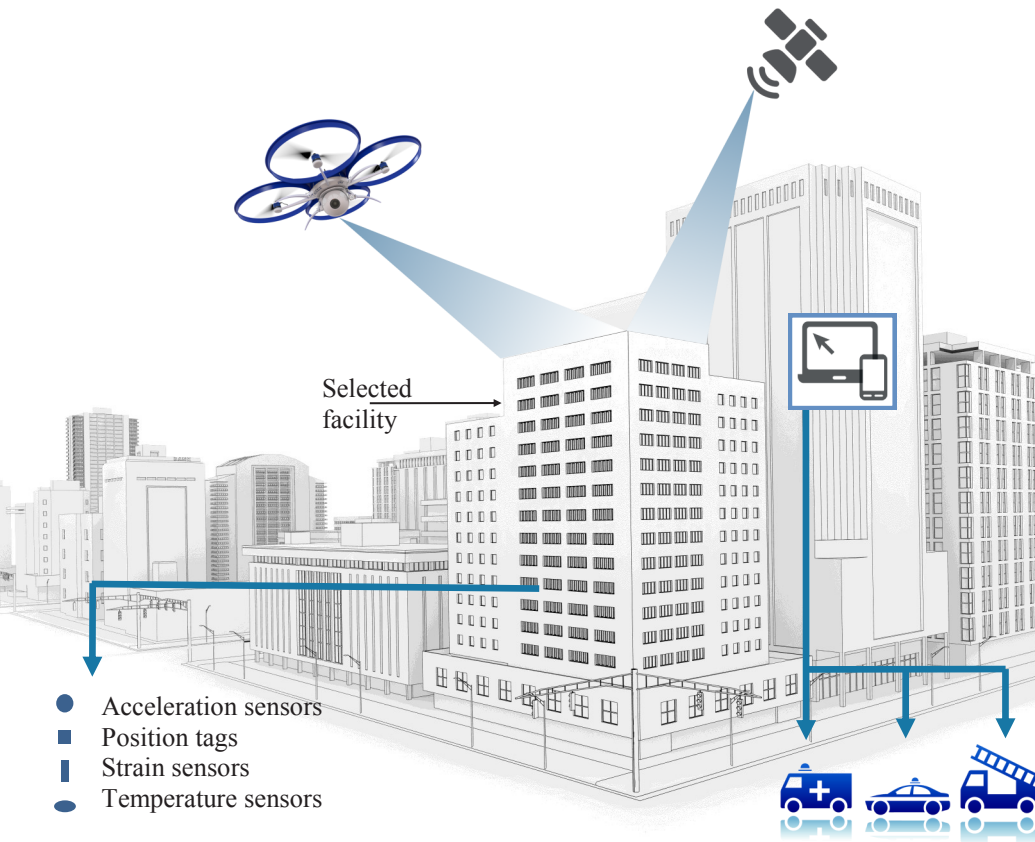 Selected
facility
Acceleration sensors
Position tags
Strain sensors
Temperature sensors